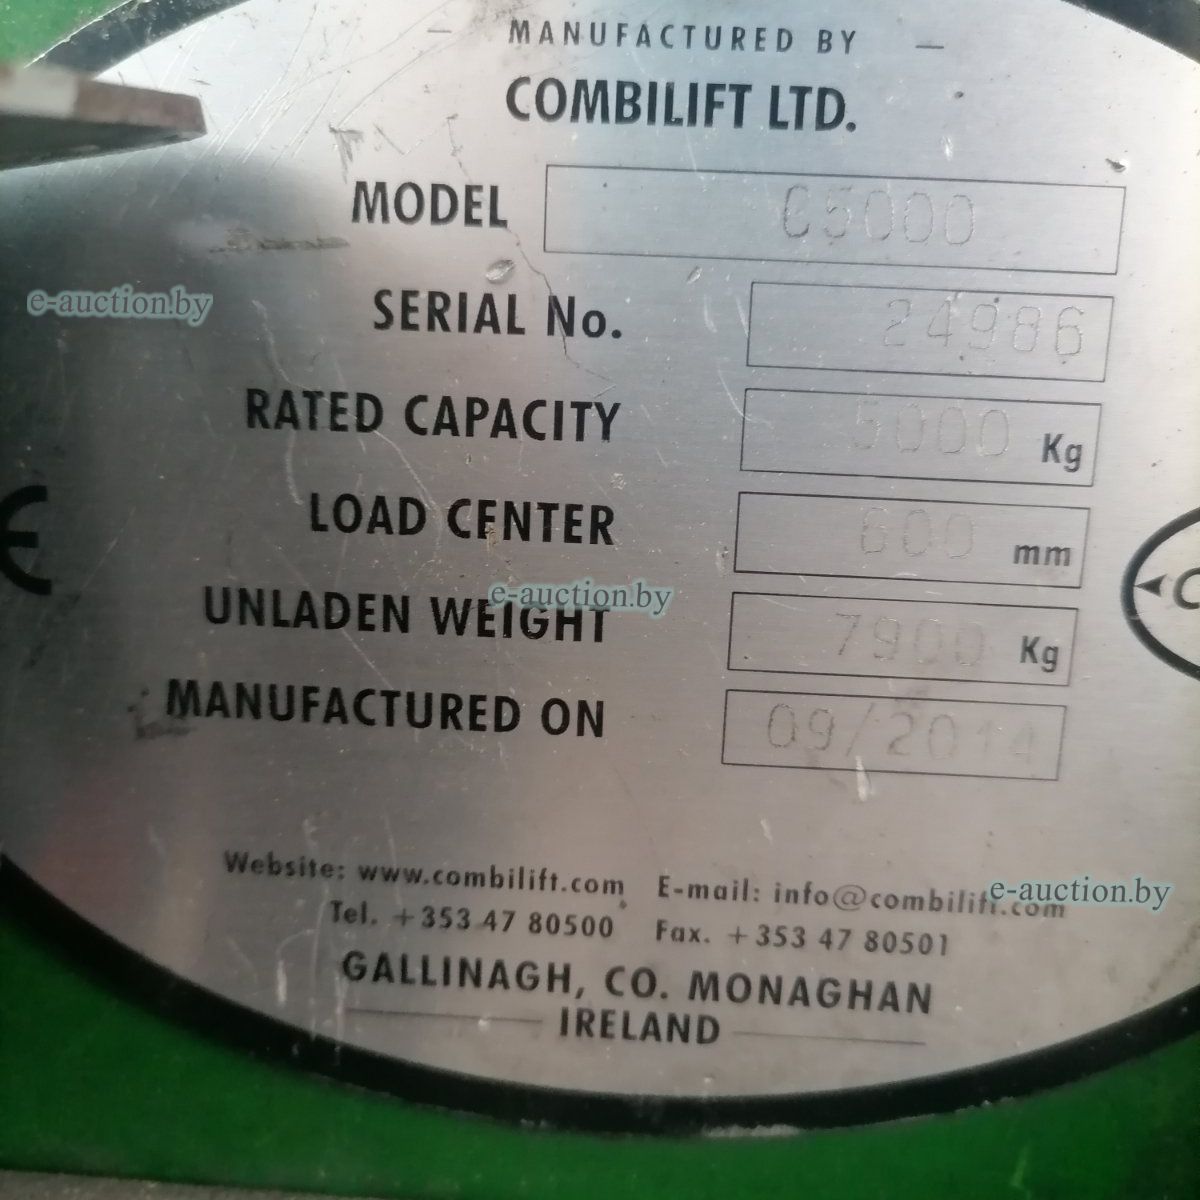 MANUFACTURED BY
COMBILIFT LTD.
MODEL C5000
SERIAL No. 24986
e-auction.by
RATED CAPACITY 5000 Kg
LOAD CENTER 600 mm
CE
e-auction.by
UNLADEN WEIGHT 7900 Kg
MANUFACTURED ON 09/2014
Website: www.combilift.com E-mail: info@combilift.com
e-auction.by
Tel. +353 47 80500 Fax. +353 47 80501
GALLINAGH, CO. MONAGHAN
IRELAND